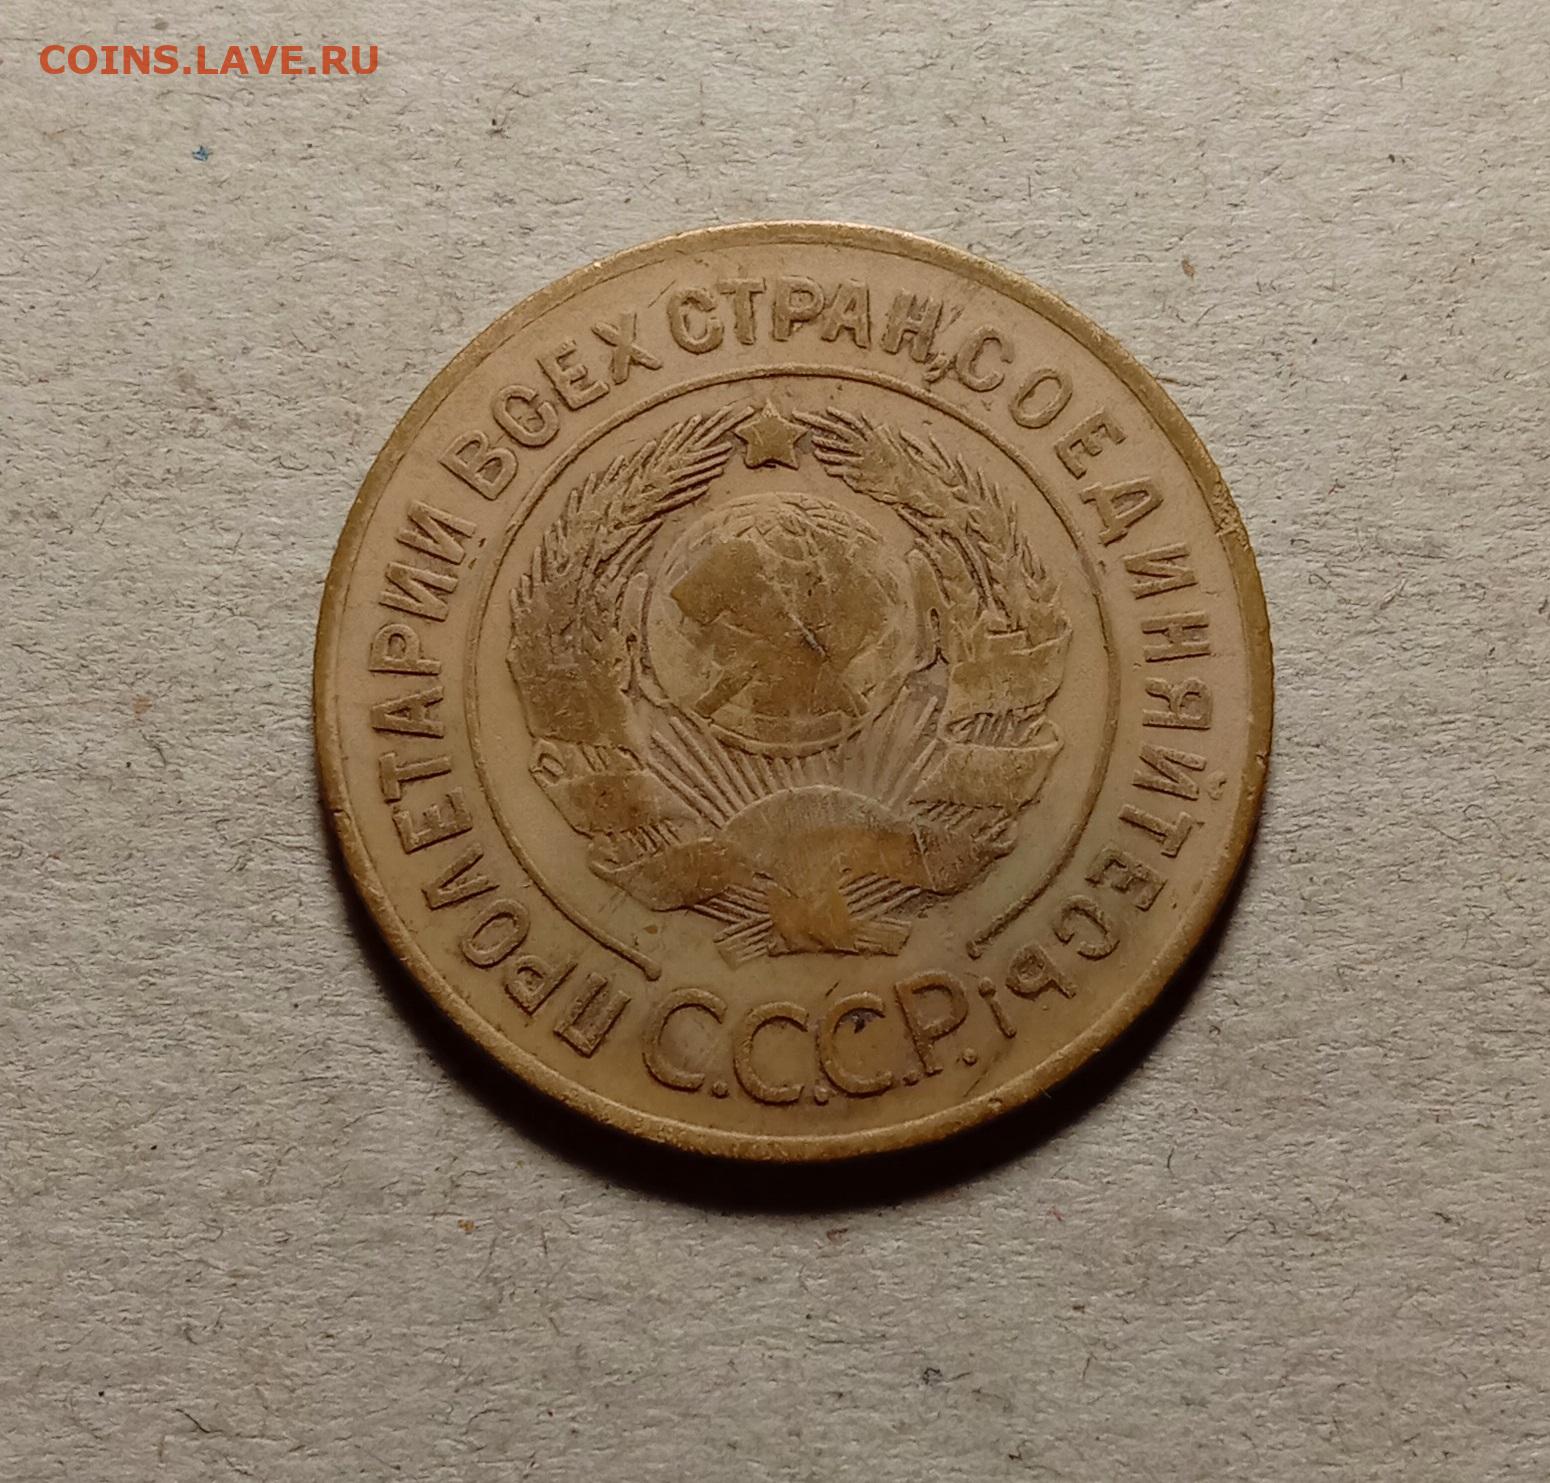 COINS.LAVE.RU
ПРОЛЕТАРИИ ВСЕХ СТРАН, СОЕДИНЯЙТЕСЬ!
С.С.С.Р.